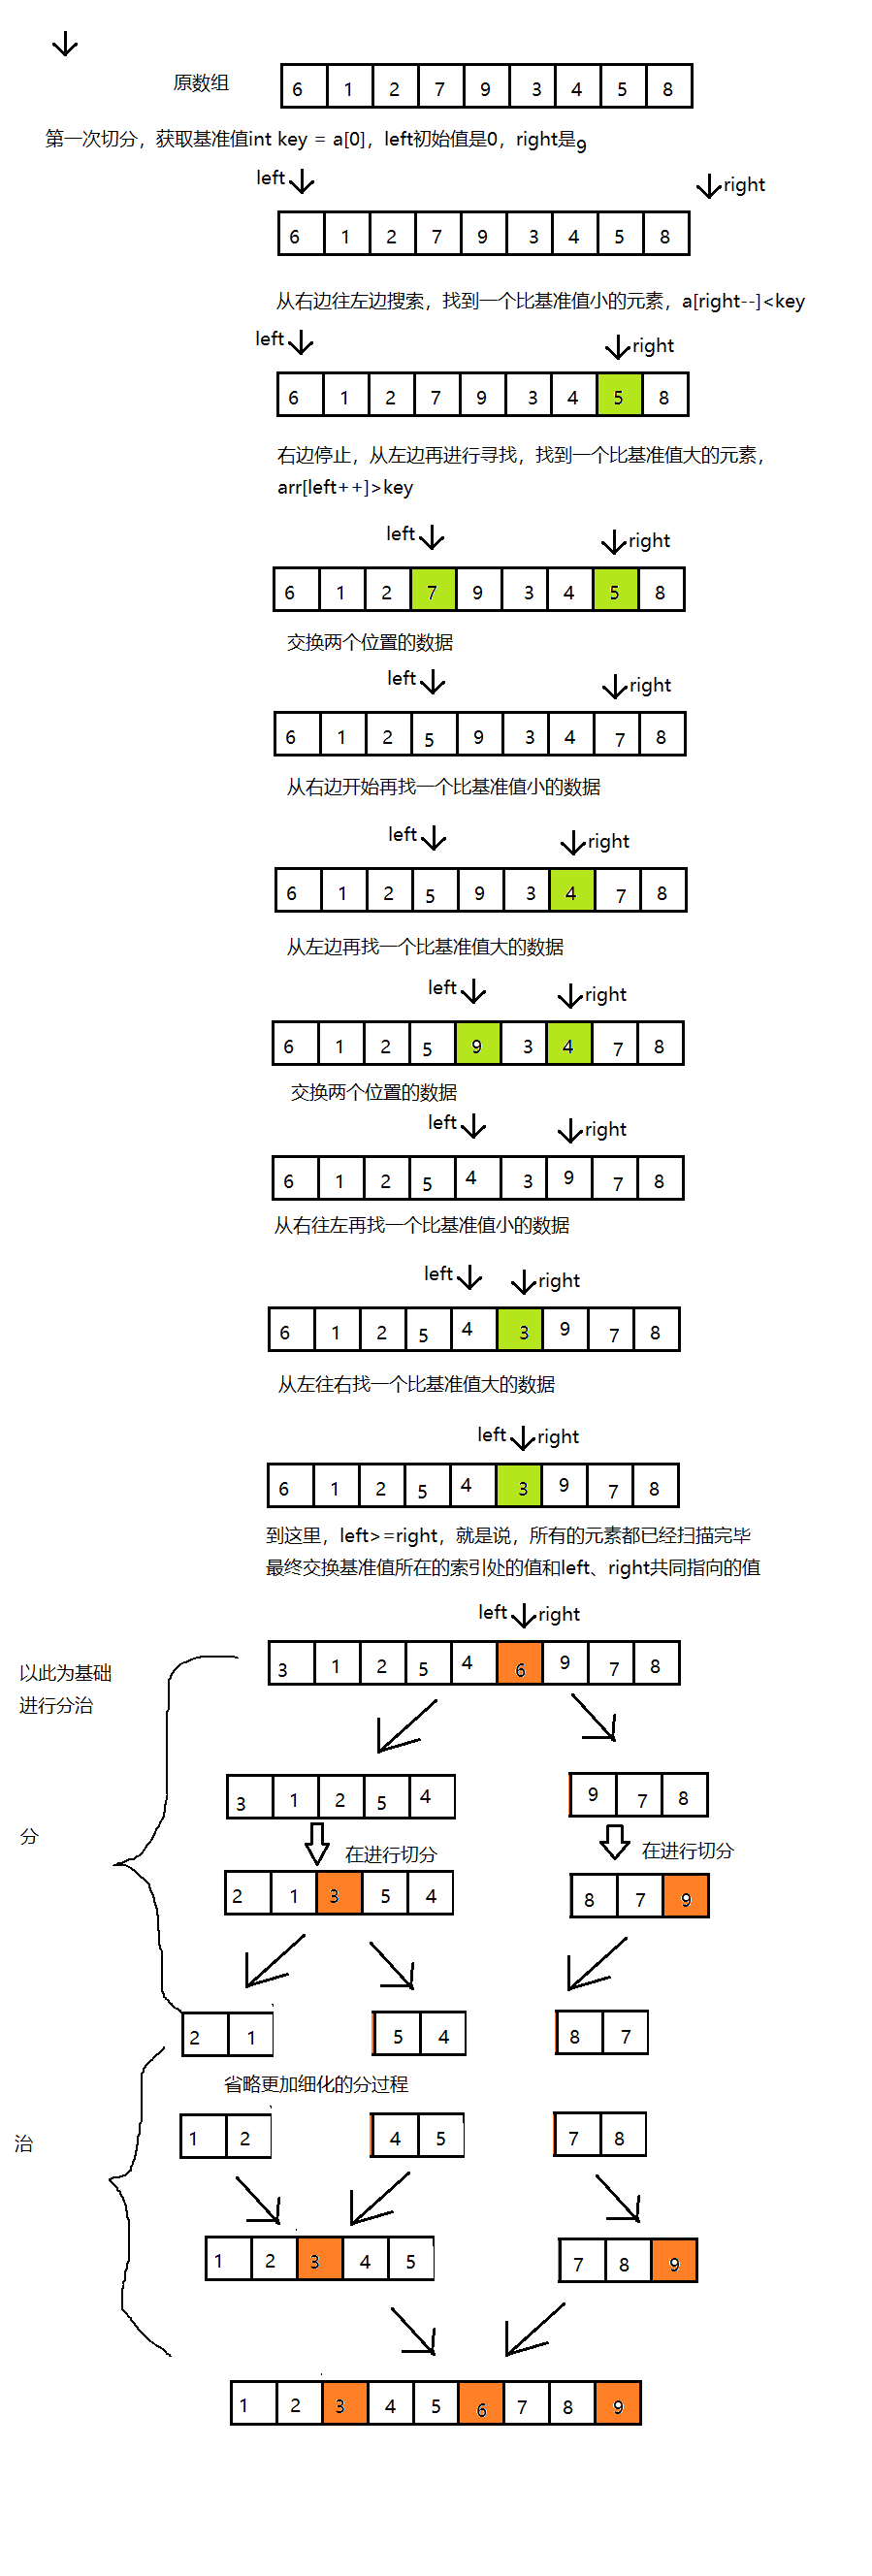 原数组 6 1 2 7 9 3 4 5 8
第一次切分，获取基准值int key = a[0]，left初始值是0，right是9
left right
6 1 2 7 9 3 4 5 8
从右边往左边搜索，找到一个比基准值小的元素，a[right--]<key
left right
6 1 2 7 9 3 4 5 8
右边停止，从左边再进行寻找，找到一个比基准值大的元素，
arr[left++]>key
left right
6 1 2 7 9 3 4 5 8
交换两个位置的数据
left right
6 1 2 5 9 3 4 7 8
从右边开始再找一个比基准值小的数据
left right
6 1 2 5 9 3 4 7 8
从左边再找一个比基准值大的数据
left right
6 1 2 5 9 3 4 7 8
交换两个位置的数据
left right
6 1 2 5 4 3 9 7 8
从右往左再找一个比基准值小的数据
left right
6 1 2 5 4 3 9 7 8
从左往右找一个比基准值大的数据
left right
6 1 2 5 4 3 9 7 8
到这里，left>=right，就是说，所有的元素都已经扫描完毕
最终交换基准值所在的索引处的值和left、right共同指向的值
left right
3 1 2 5 4 6 9 7 8
以此为基础
进行分治
3 1 2 5 4 9 7 8
分
在进行切分 在进行切分
2 1 3 5 4 8 7 9
2 1 5 4 8 7
省略更加细化的分过程
治
1 2 4 5 7 8
1 2 3 4 5 7 8 9
1 2 3 4 5 6 7 8 9